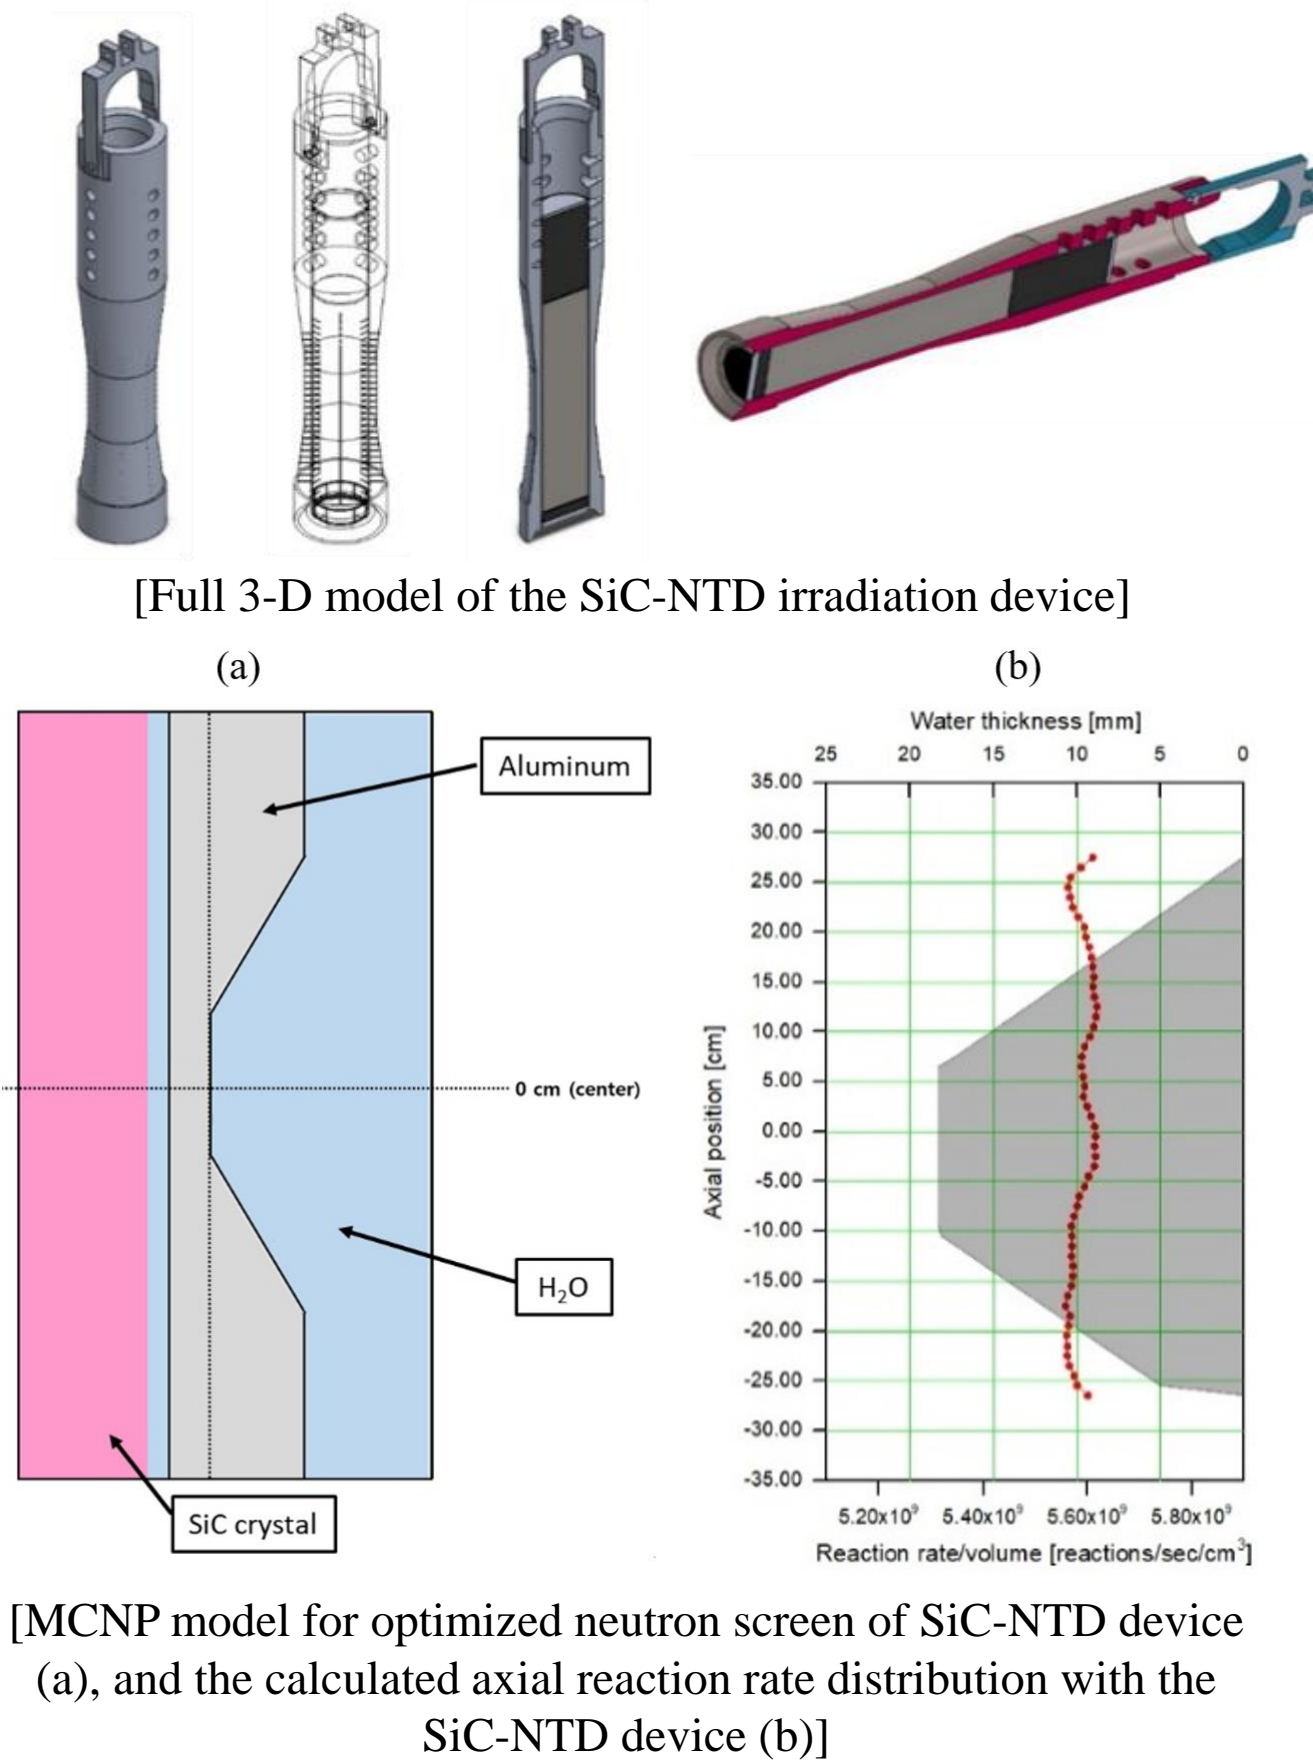 [Full 3-D model of the SiC-NTD irradiation device]
(a)
(b)
Aluminum
0 cm (center)
H₂O
SiC crystal
Water thickness [mm]
25 20 15 10 5 0
35.00
30.00
25.00
20.00
15.00
10.00
5.00
0.00
-5.00
-10.00
-15.00
-20.00
-25.00
-30.00
-35.00
Axial position [cm]
5.20x10⁹ 5.40x10⁹ 5.60x10⁹ 5.80x10⁹
Reaction rate/volume [reactions/sec/cm³]
[MCNP model for optimized neutron screen of SiC-NTD device
(a), and the calculated axial reaction rate distribution with the
SiC-NTD device (b)]